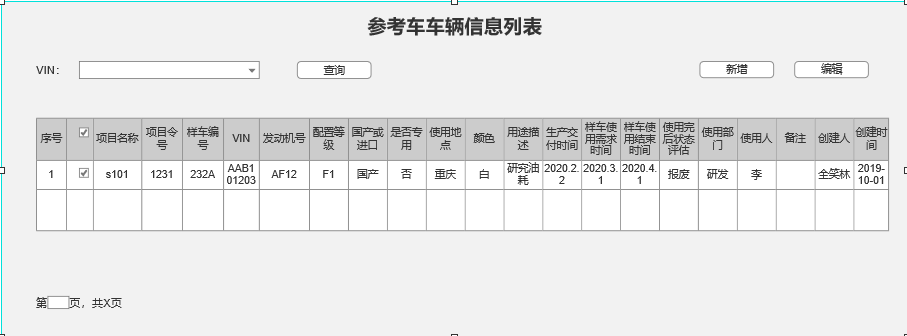 参考车车辆信息列表
VIN：
查询
新增
编辑
序号 项目名称 项目令号 样车编号 VIN 发动机号 配置等级 国产或进口 是否专用 使用地点 颜色 用途描述 生产交付时间 样车使用需求时间 样车使用结束时间 使用完后状态评估 使用部门 使用人 备注 创建人 创建时间
1 s101 1231 232A AAB101203 AF12 F1 国产 否 重庆 白 研究油耗 2020.2.2 2020.3.1 2020.4.1 报废 研发 李 全笑林 2019-10-01
第 页，共X页